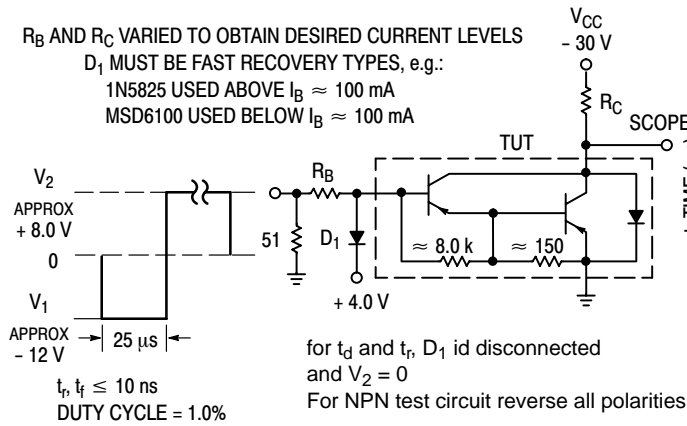 R_B AND R_C VARIED TO OBTAIN DESIRED CURRENT LEVELS
D_1 MUST BE FAST RECOVERY TYPES, e.g.:
1N5825 USED ABOVE I_B ≈ 100 mA
MSD6100 USED BELOW I_B ≈ 100 mA
V_CC
– 30 V
R_C
SCOPE
TUT
V_2
APPROX
+ 8.0 V
0
V_1
APPROX
– 12 V
25 μs
R_B
51
D_1
+ 4.0 V
≈ 8.0 k
≈ 150
t_r, t_f ≤ 10 ns
DUTY CYCLE = 1.0%
for t_d and t_r, D_1 id disconnected
and V_2 = 0
For NPN test circuit reverse all polarities